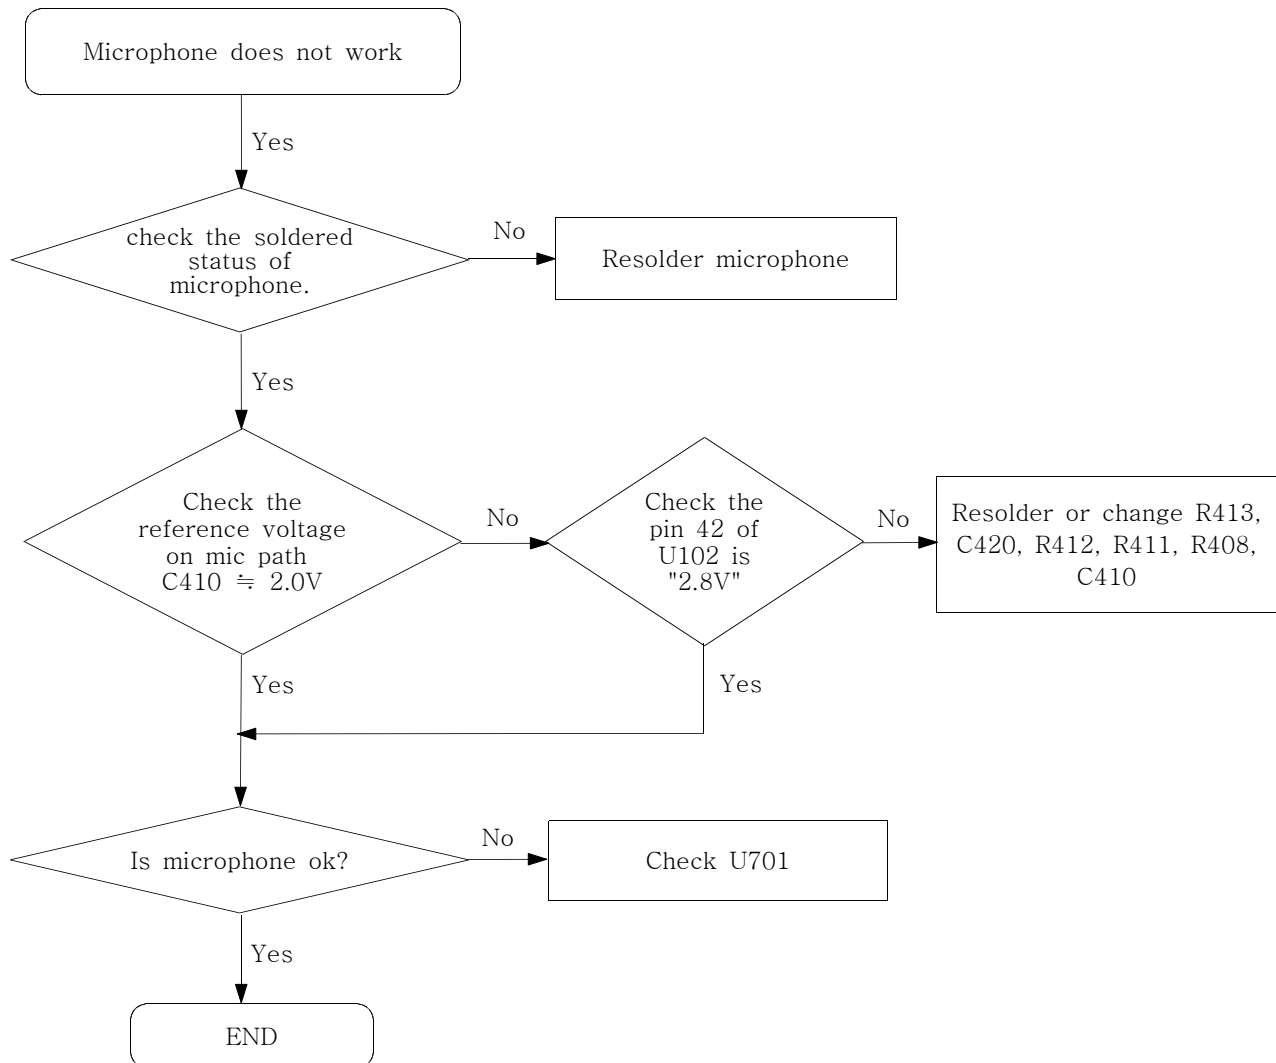 Microphone does not work
Yes
check the soldered
status of
microphone.
No
Resolder microphone
Yes
Check the
reference voltage
on mic path
C410 ≒ 2.0V
No
Check the
pin 42 of
U102 is
"2.8V"
No
Resolder or change R413,
C420, R412, R411, R408,
C410
Yes
Yes
Is microphone ok?
No
Check U701
Yes
END